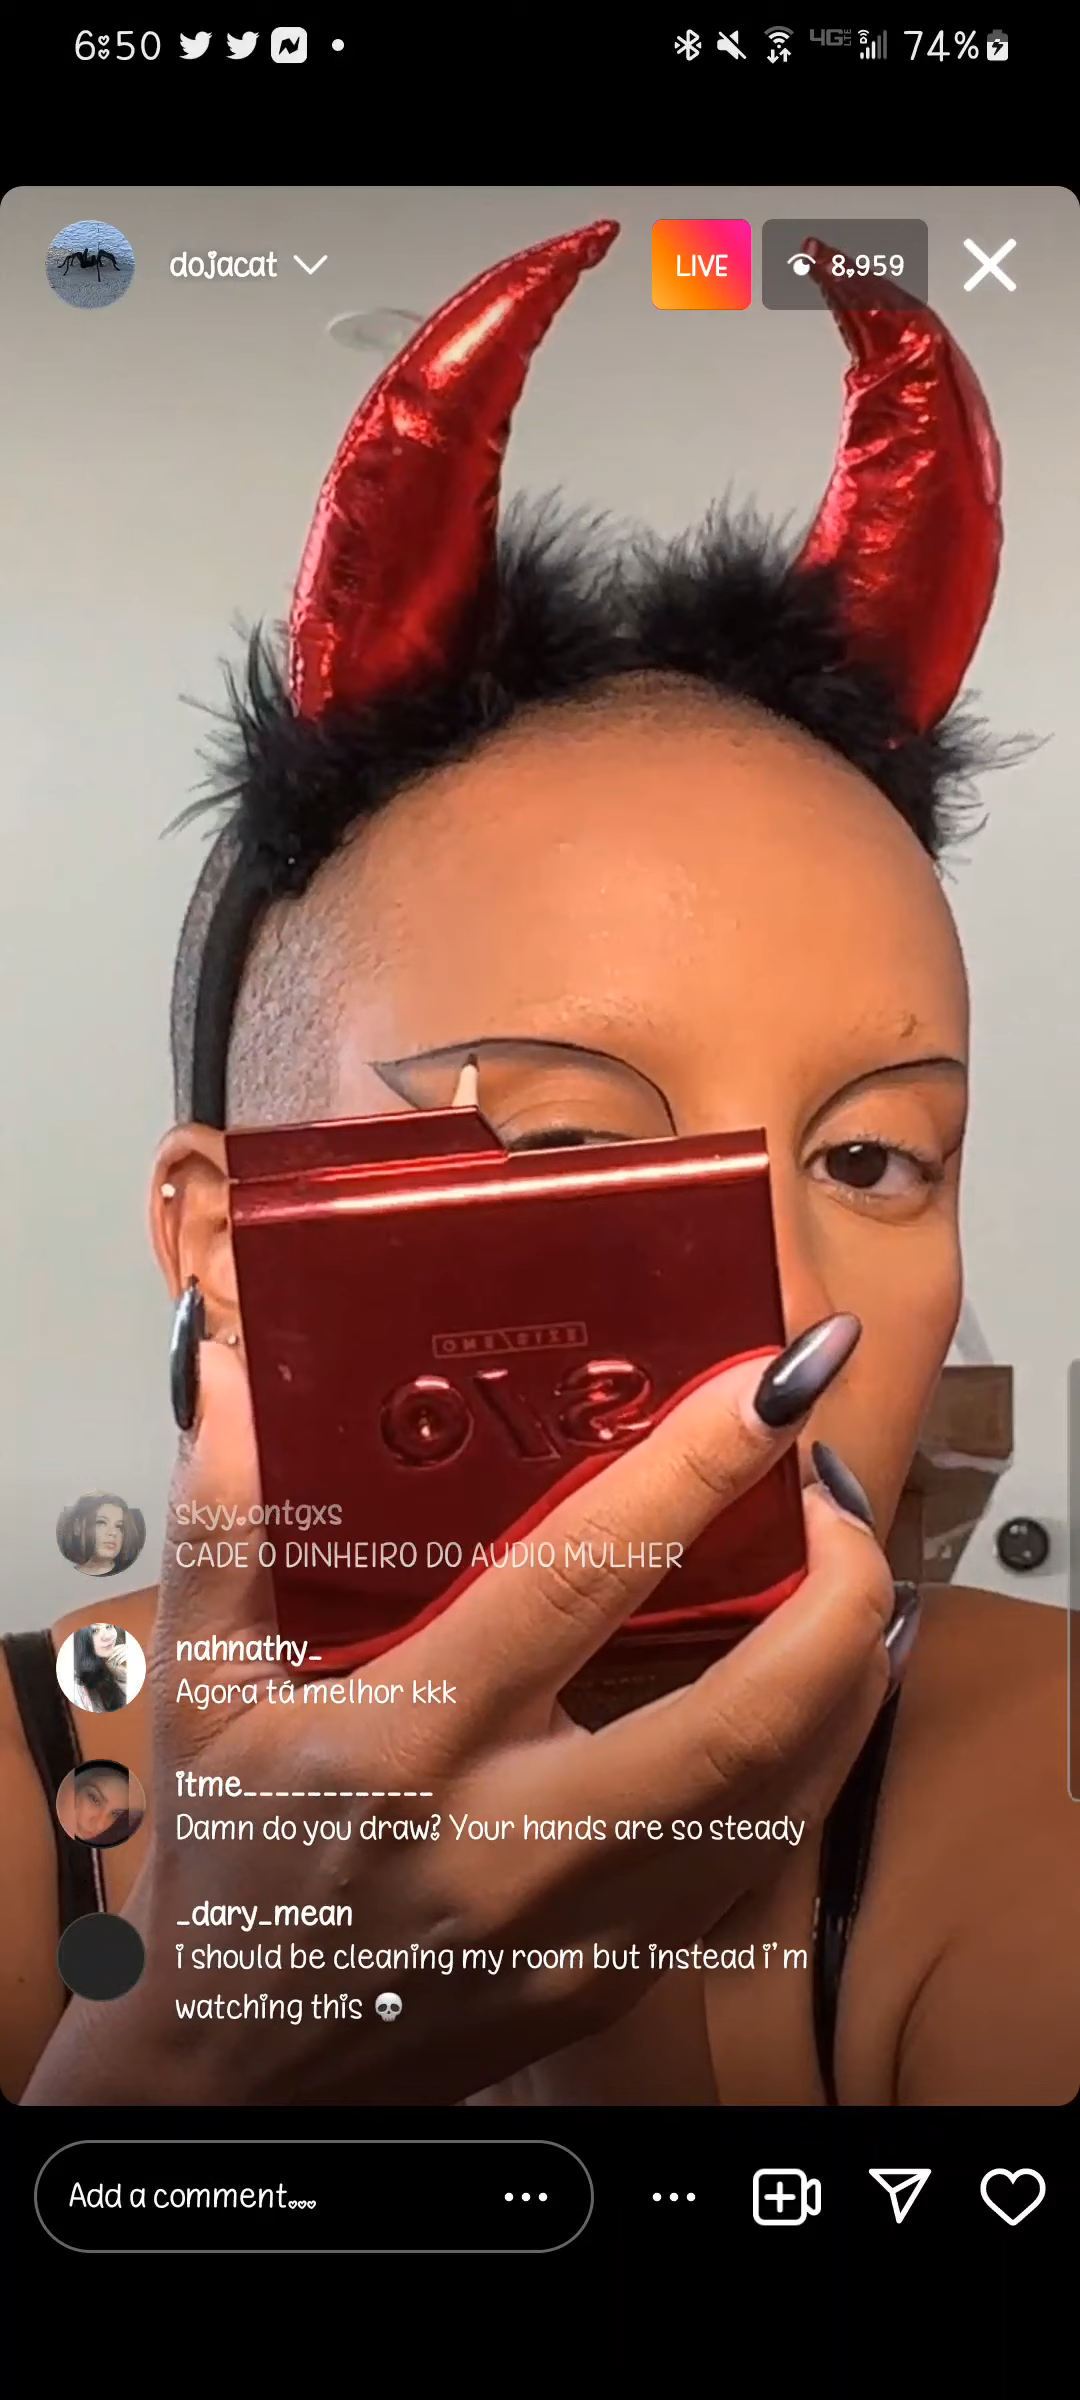 6:50
4G LTE
74%
dojacat
LIVE
8,959
ONE/SIZE
O/S
skyy.ontgxs
CADE O DINHEIRO DO AUDIO MULHER
nahnathy_
Agora tá melhor kkk
itme____________
Damn do you draw? Your hands are so steady
_dary_mean
i should be cleaning my room but instead i'm
watching this 💀
Add a comment...